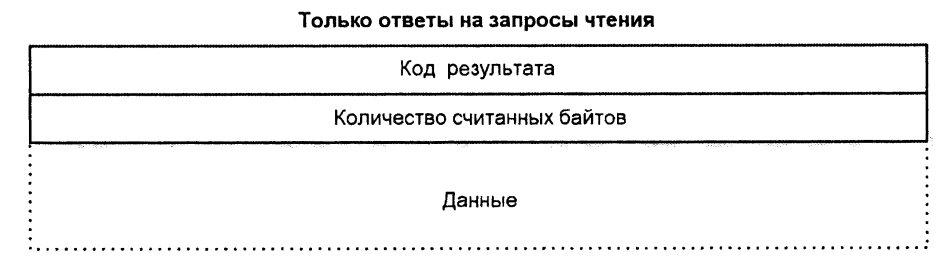 Только ответы на запросы чтения
Код результата
Количество считанных байтов
Данные